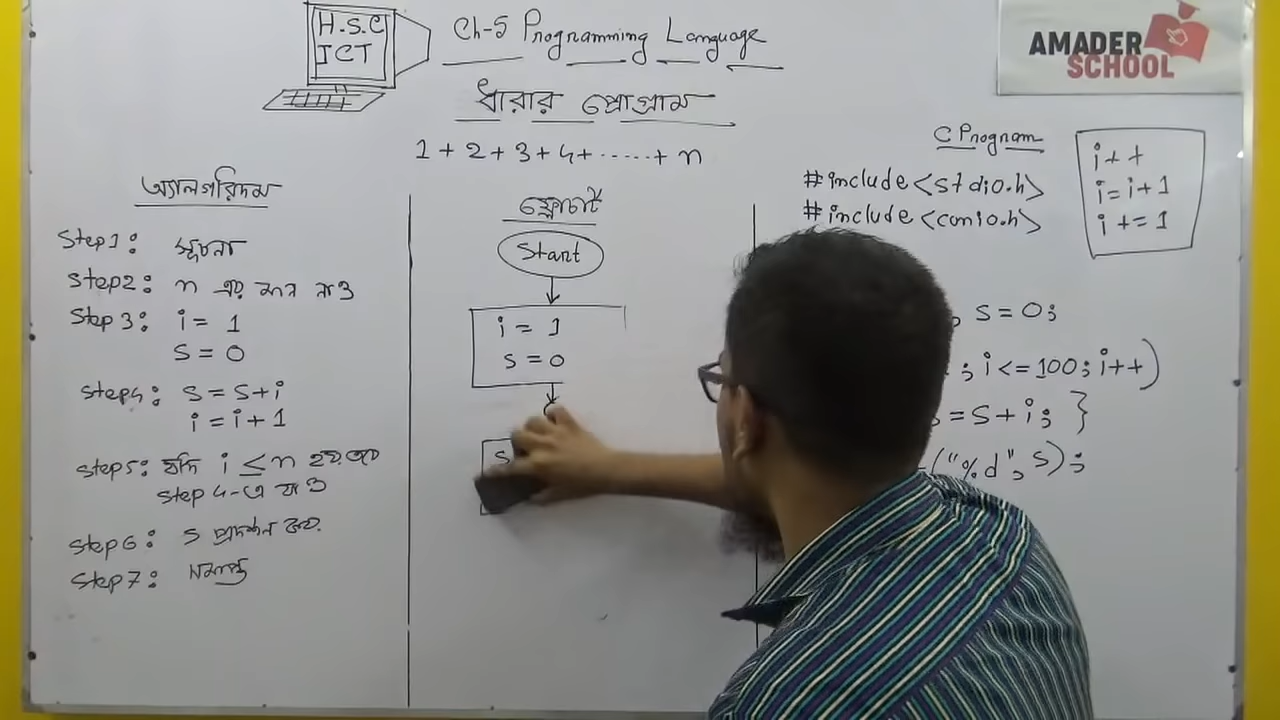 H.S.C
ICT
Ch-5 Programming Language
ধারার প্রোগ্রাম
1 + 2 + 3 + 4 + ...... + n
AMADER
SCHOOL
অ্যালগরিদম
Step1: সূচনা
Step2: n এর মান নাও
Step3: i = 1
s = 0
Step4: s = s+i
i = i+1
Step5: যদি i ≤ n হয় তবে
Step 4-এ যাও
Step6: s প্রদর্শন কর.
Step7: সমাপ্ত
ফ্লোচার্ট
Start
i = 1
s = 0
s
C Program
#include<stdio.h>
#include<conio.h>
, s = 0;
; i<=100; i++)
= s + i; }
("%d", s);
i++
i = i+1
i += 1